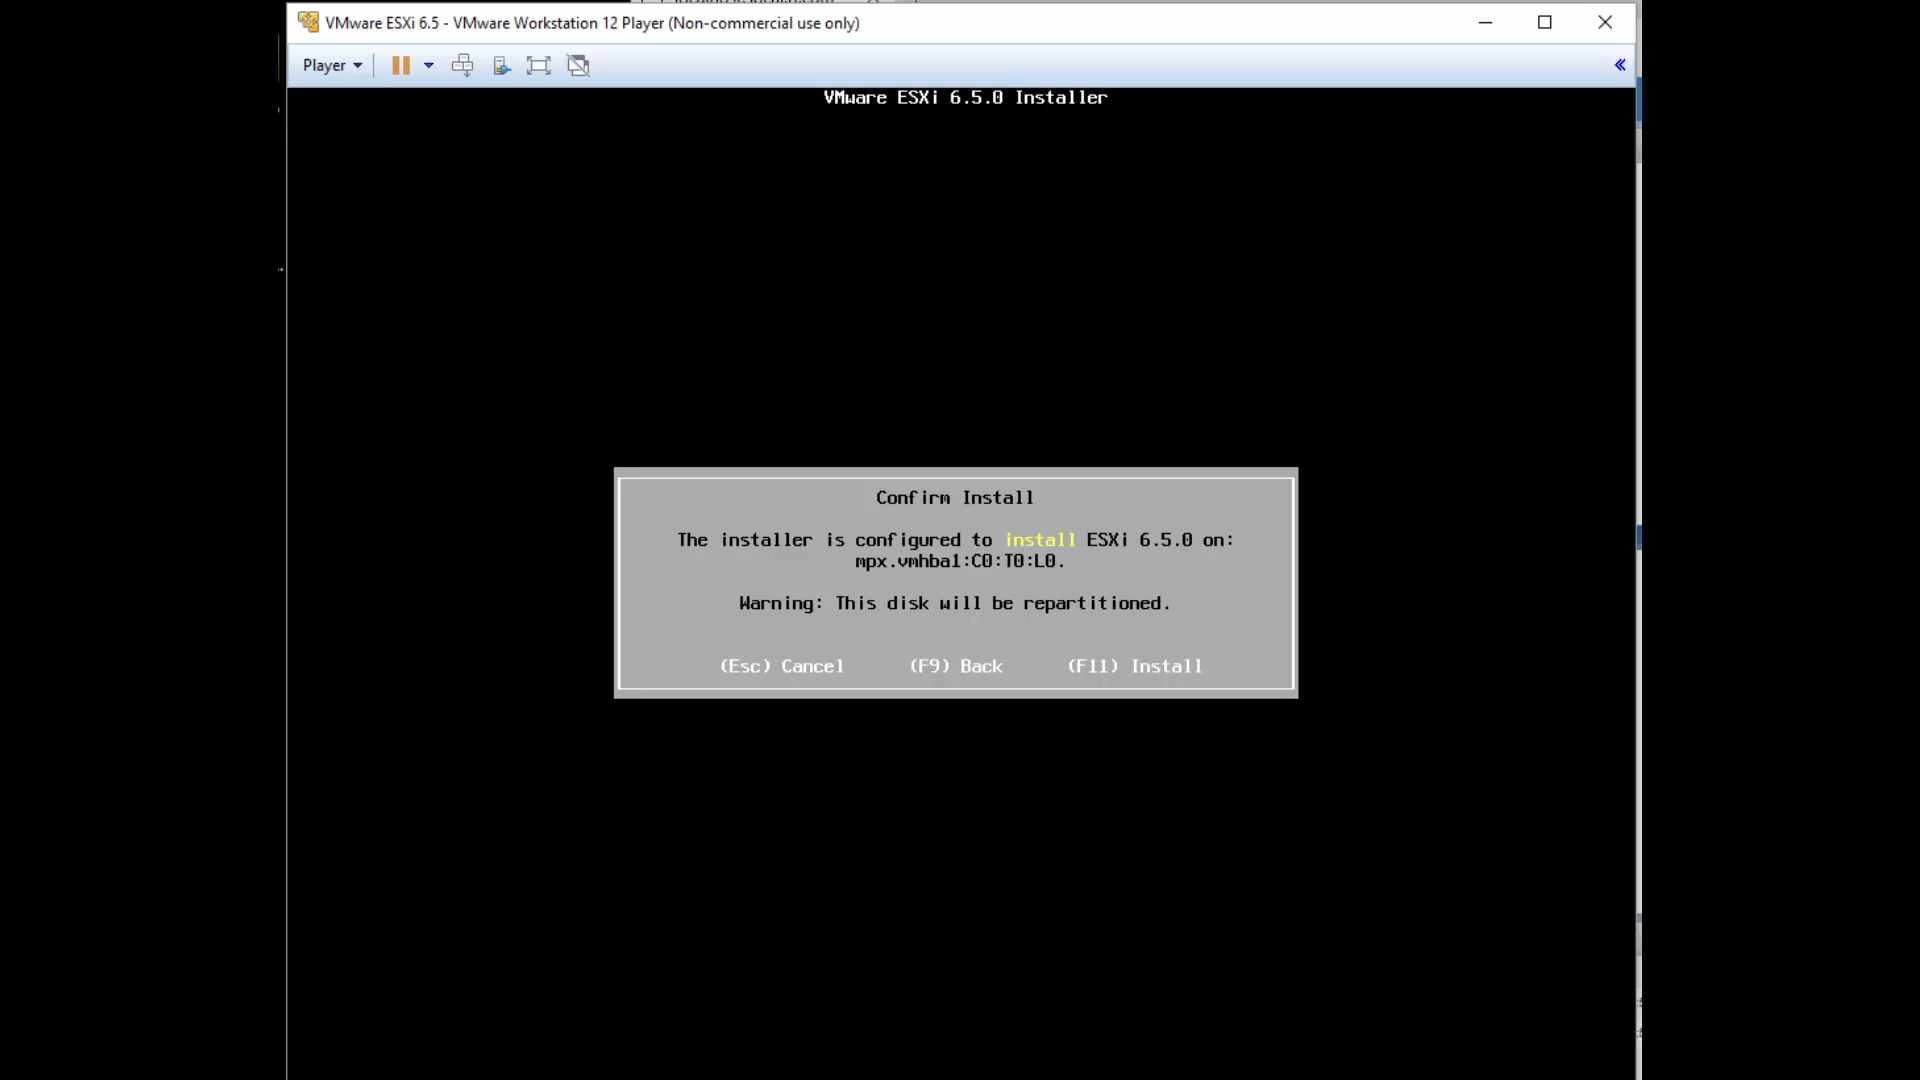 VMware ESXi 6.5 - VMware Workstation 12 Player (Non-commercial use only)
Player
VMware ESXi 6.5.0 Installer
Confirm Install
The installer is configured to install ESXi 6.5.0 on:
mpx.vmhba1:C0:T0:L0.
Warning: This disk will be repartitioned.
(Esc) Cancel (F9) Back (F11) Install